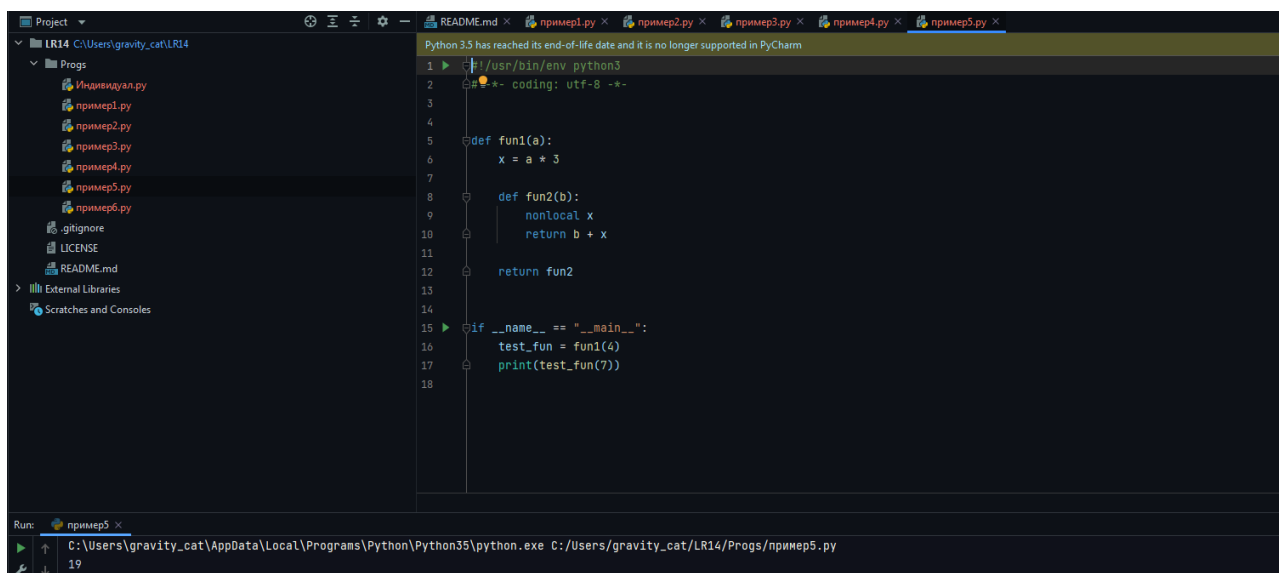 Project
README.md пример1.py пример2.py пример3.py пример4.py пример5.py
LR14 C:\Users\gravity_cat\LR14
Progs
Индивидуал.py
пример1.py
пример2.py
пример3.py
пример4.py
пример5.py
пример6.py
.gitignore
LICENSE
README.md
External Libraries
Scratches and Consoles
Python 3.5 has reached its end-of-life date and it is no longer supported in PyCharm
1 #!/usr/bin/env python3
2 # -*- coding: utf-8 -*-
3
4
5 def fun1(a):
6 x = a * 3
7
8 def fun2(b):
9 nonlocal x
10 return b + x
11
12 return fun2
13
14
15 if __name__ == "__main__":
16 test_fun = fun1(4)
17 print(test_fun(7))
18
Run: пример5
C:\Users\gravity_cat\AppData\Local\Programs\Python\Python35\python.exe C:/Users/gravity_cat/LR14/Progs/пример5.py
19